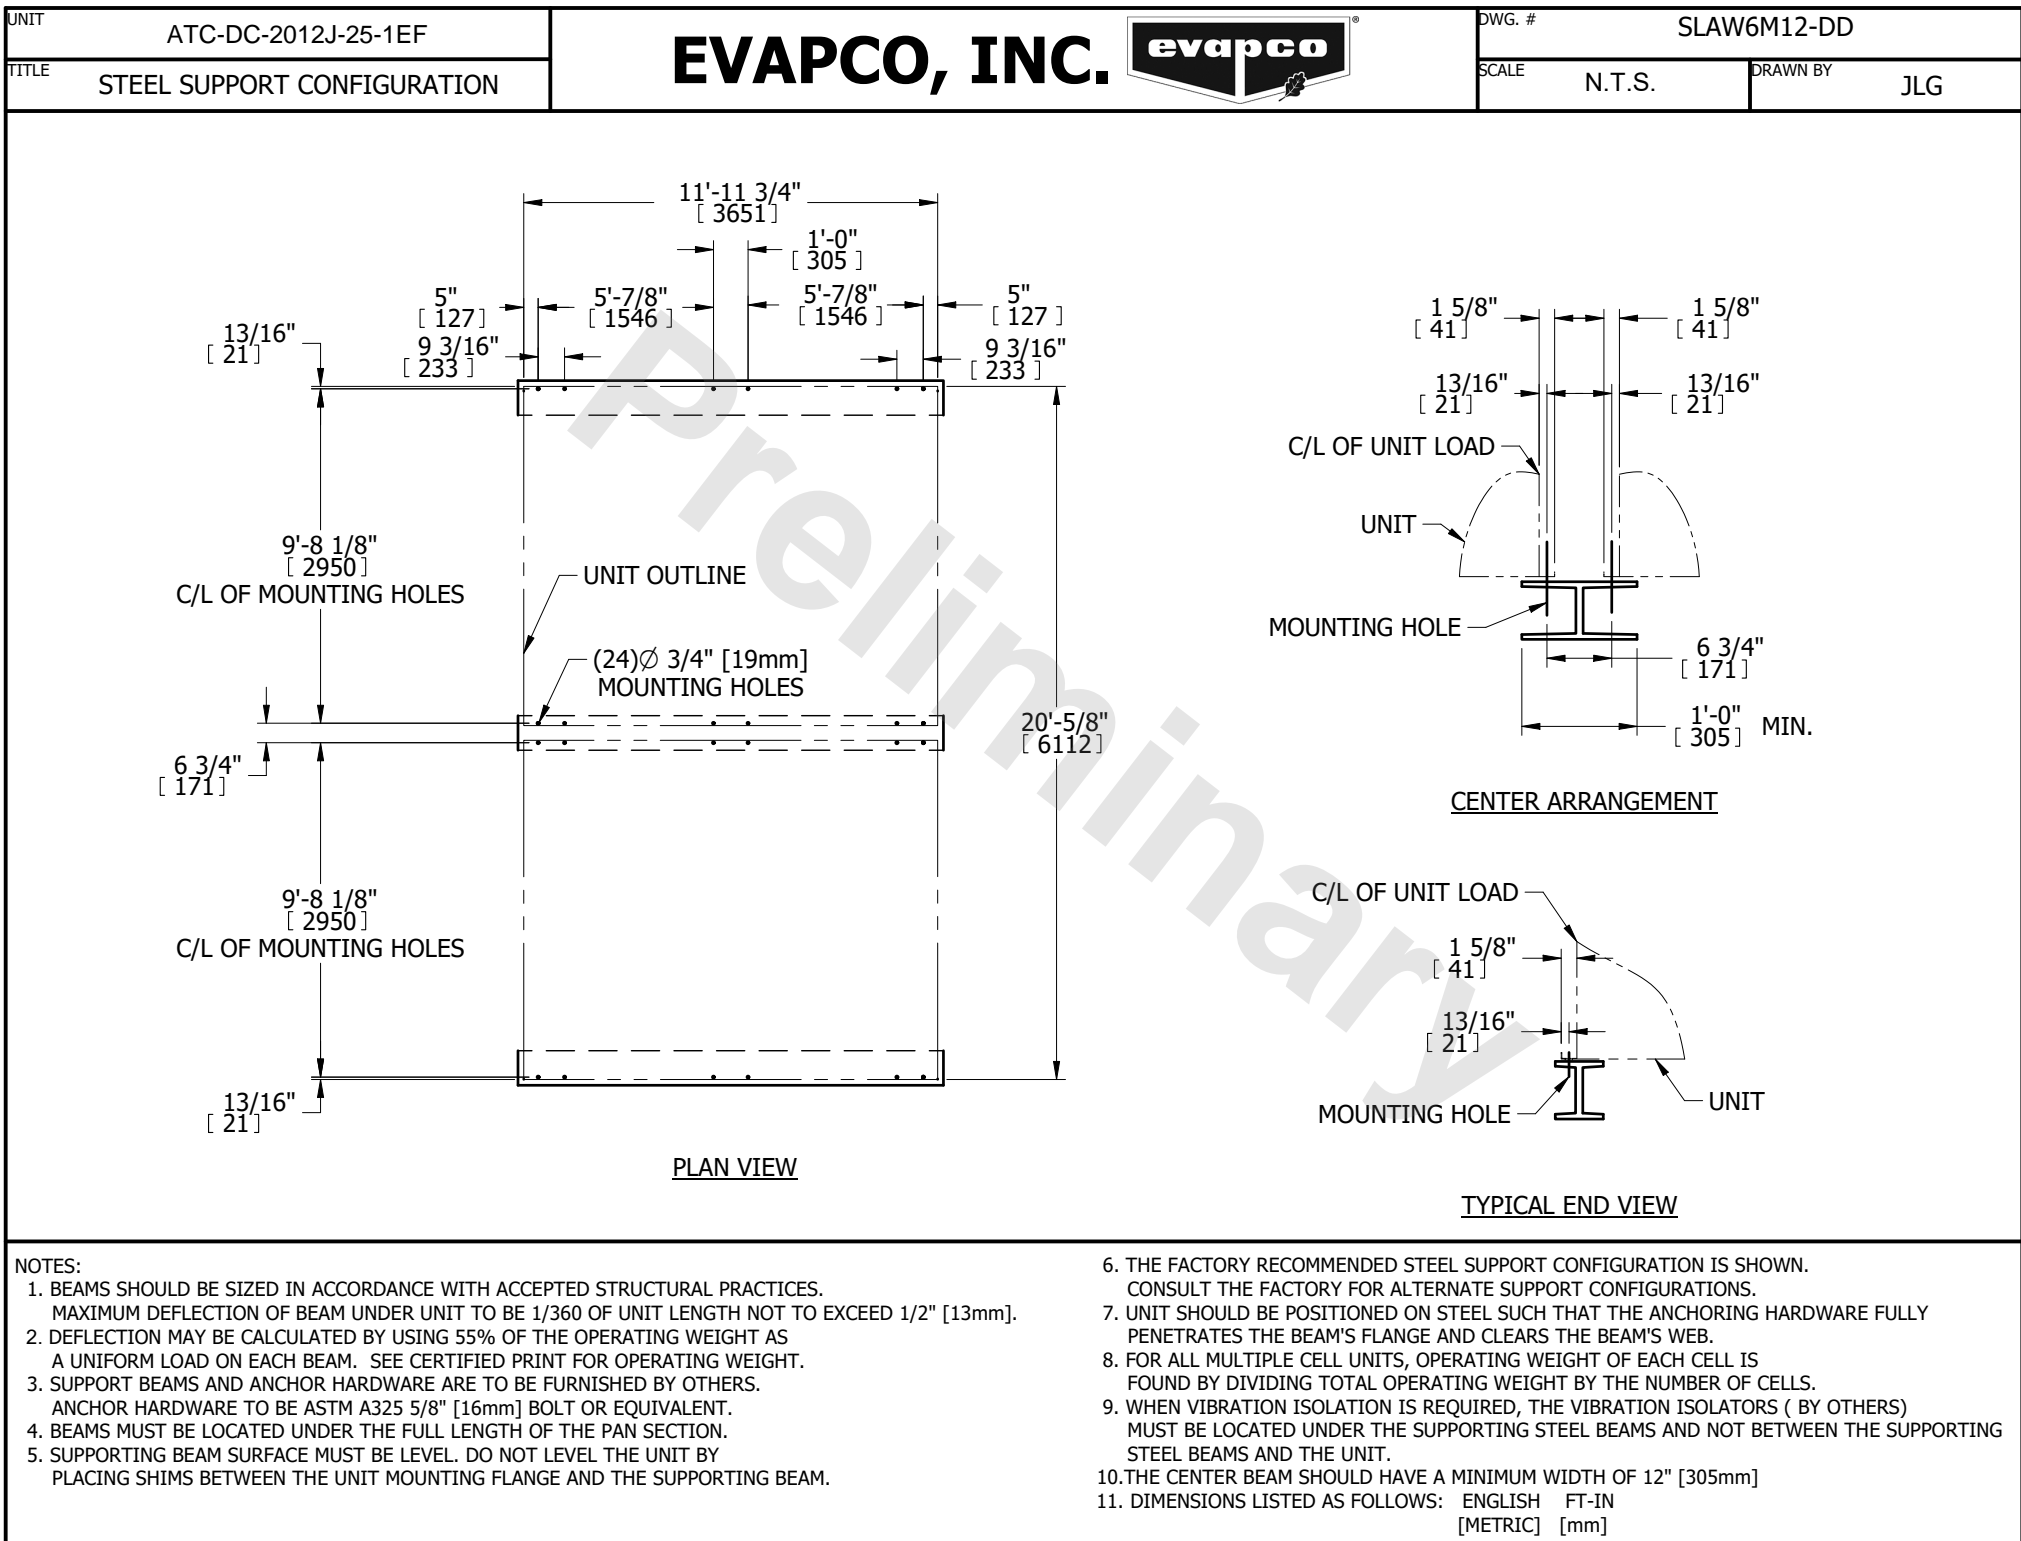 UNIT
ATC-DC-2012J-25-1EF
TITLE
STEEL SUPPORT CONFIGURATION
EVAPCO, INC.
evapco
®
DWG. #
SLAW6M12-DD
SCALE
N.T.S.
DRAWN BY
JLG
11'-11 3/4"
[ 3651]
1'-0"
[ 305 ]
5"
[ 127]
5'-7/8"
[ 1546 ]
5'-7/8"
[ 1546 ]
5"
[ 127 ]
13/16"
[ 21]
9 3/16"
[ 233 ]
9 3/16"
[ 233 ]
9'-8 1/8"
[ 2950]
C/L OF MOUNTING HOLES
UNIT OUTLINE
(24)∅ 3/4" [19mm]
MOUNTING HOLES
6 3/4"
[ 171]
20'-5/8"
[ 6112]
9'-8 1/8"
[ 2950]
C/L OF MOUNTING HOLES
13/16"
[ 21]
PLAN VIEW
1 5/8"
[ 41]
1 5/8"
[ 41]
13/16"
[ 21]
13/16"
[ 21]
C/L OF UNIT LOAD
UNIT
MOUNTING HOLE
6 3/4"
[ 171]
1'-0"
[ 305]
MIN.
CENTER ARRANGEMENT
C/L OF UNIT LOAD
1 5/8"
[ 41]
13/16"
[ 21]
MOUNTING HOLE
UNIT
TYPICAL END VIEW
Preliminary
NOTES:
1. BEAMS SHOULD BE SIZED IN ACCORDANCE WITH ACCEPTED STRUCTURAL PRACTICES.
MAXIMUM DEFLECTION OF BEAM UNDER UNIT TO BE 1/360 OF UNIT LENGTH NOT TO EXCEED 1/2" [13mm].
2. DEFLECTION MAY BE CALCULATED BY USING 55% OF THE OPERATING WEIGHT AS
A UNIFORM LOAD ON EACH BEAM. SEE CERTIFIED PRINT FOR OPERATING WEIGHT.
3. SUPPORT BEAMS AND ANCHOR HARDWARE ARE TO BE FURNISHED BY OTHERS.
ANCHOR HARDWARE TO BE ASTM A325 5/8" [16mm] BOLT OR EQUIVALENT.
4. BEAMS MUST BE LOCATED UNDER THE FULL LENGTH OF THE PAN SECTION.
5. SUPPORTING BEAM SURFACE MUST BE LEVEL. DO NOT LEVEL THE UNIT BY
PLACING SHIMS BETWEEN THE UNIT MOUNTING FLANGE AND THE SUPPORTING BEAM.
6. THE FACTORY RECOMMENDED STEEL SUPPORT CONFIGURATION IS SHOWN.
CONSULT THE FACTORY FOR ALTERNATE SUPPORT CONFIGURATIONS.
7. UNIT SHOULD BE POSITIONED ON STEEL SUCH THAT THE ANCHORING HARDWARE FULLY
PENETRATES THE BEAM'S FLANGE AND CLEARS THE BEAM'S WEB.
8. FOR ALL MULTIPLE CELL UNITS, OPERATING WEIGHT OF EACH CELL IS
FOUND BY DIVIDING TOTAL OPERATING WEIGHT BY THE NUMBER OF CELLS.
9. WHEN VIBRATION ISOLATION IS REQUIRED, THE VIBRATION ISOLATORS ( BY OTHERS)
MUST BE LOCATED UNDER THE SUPPORTING STEEL BEAMS AND NOT BETWEEN THE SUPPORTING
STEEL BEAMS AND THE UNIT.
10.THE CENTER BEAM SHOULD HAVE A MINIMUM WIDTH OF 12" [305mm]
11. DIMENSIONS LISTED AS FOLLOWS: ENGLISH FT-IN
[METRIC] [mm]